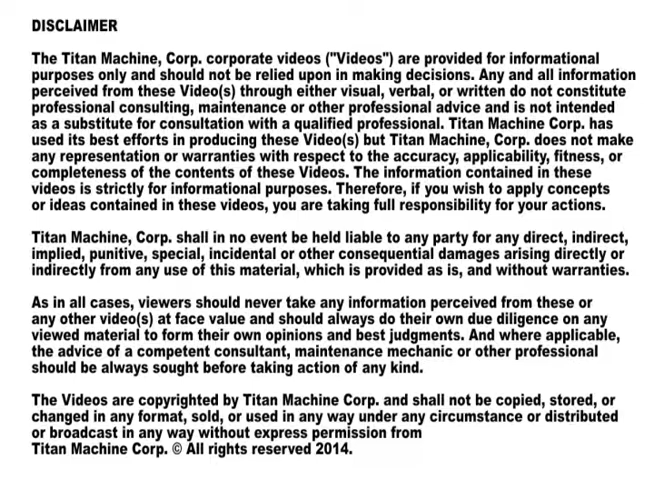 DISCLAIMER
The Titan Machine, Corp. corporate videos ("Videos") are provided for informational
purposes only and should not be relied upon in making decisions. Any and all information
perceived from these Video(s) through either visual, verbal, or written do not constitute
professional consulting, maintenance or other professional advice and is not intended
as a substitute for consultation with a qualified professional. Titan Machine Corp. has
used its best efforts in producing these Video(s) but Titan Machine, Corp. does not make
any representation or warranties with respect to the accuracy, applicability, fitness, or
completeness of the contents of these Videos. The information contained in these
videos is strictly for informational purposes. Therefore, if you wish to apply concepts
or ideas contained in these videos, you are taking full responsibility for your actions.
Titan Machine, Corp. shall in no event be held liable to any party for any direct, indirect,
implied, punitive, special, incidental or other consequential damages arising directly or
indirectly from any use of this material, which is provided as is, and without warranties.
As in all cases, viewers should never take any information perceived from these or
any other video(s) at face value and should always do their own due diligence on any
viewed material to form their own opinions and best judgments. And where applicable,
the advice of a competent consultant, maintenance mechanic or other professional
should be always sought before taking action of any kind.
The Videos are copyrighted by Titan Machine Corp. and shall not be copied, stored, or
changed in any format, sold, or used in any way under any circumstance or distributed
or broadcast in any way without express permission from
Titan Machine Corp. © All rights reserved 2014.